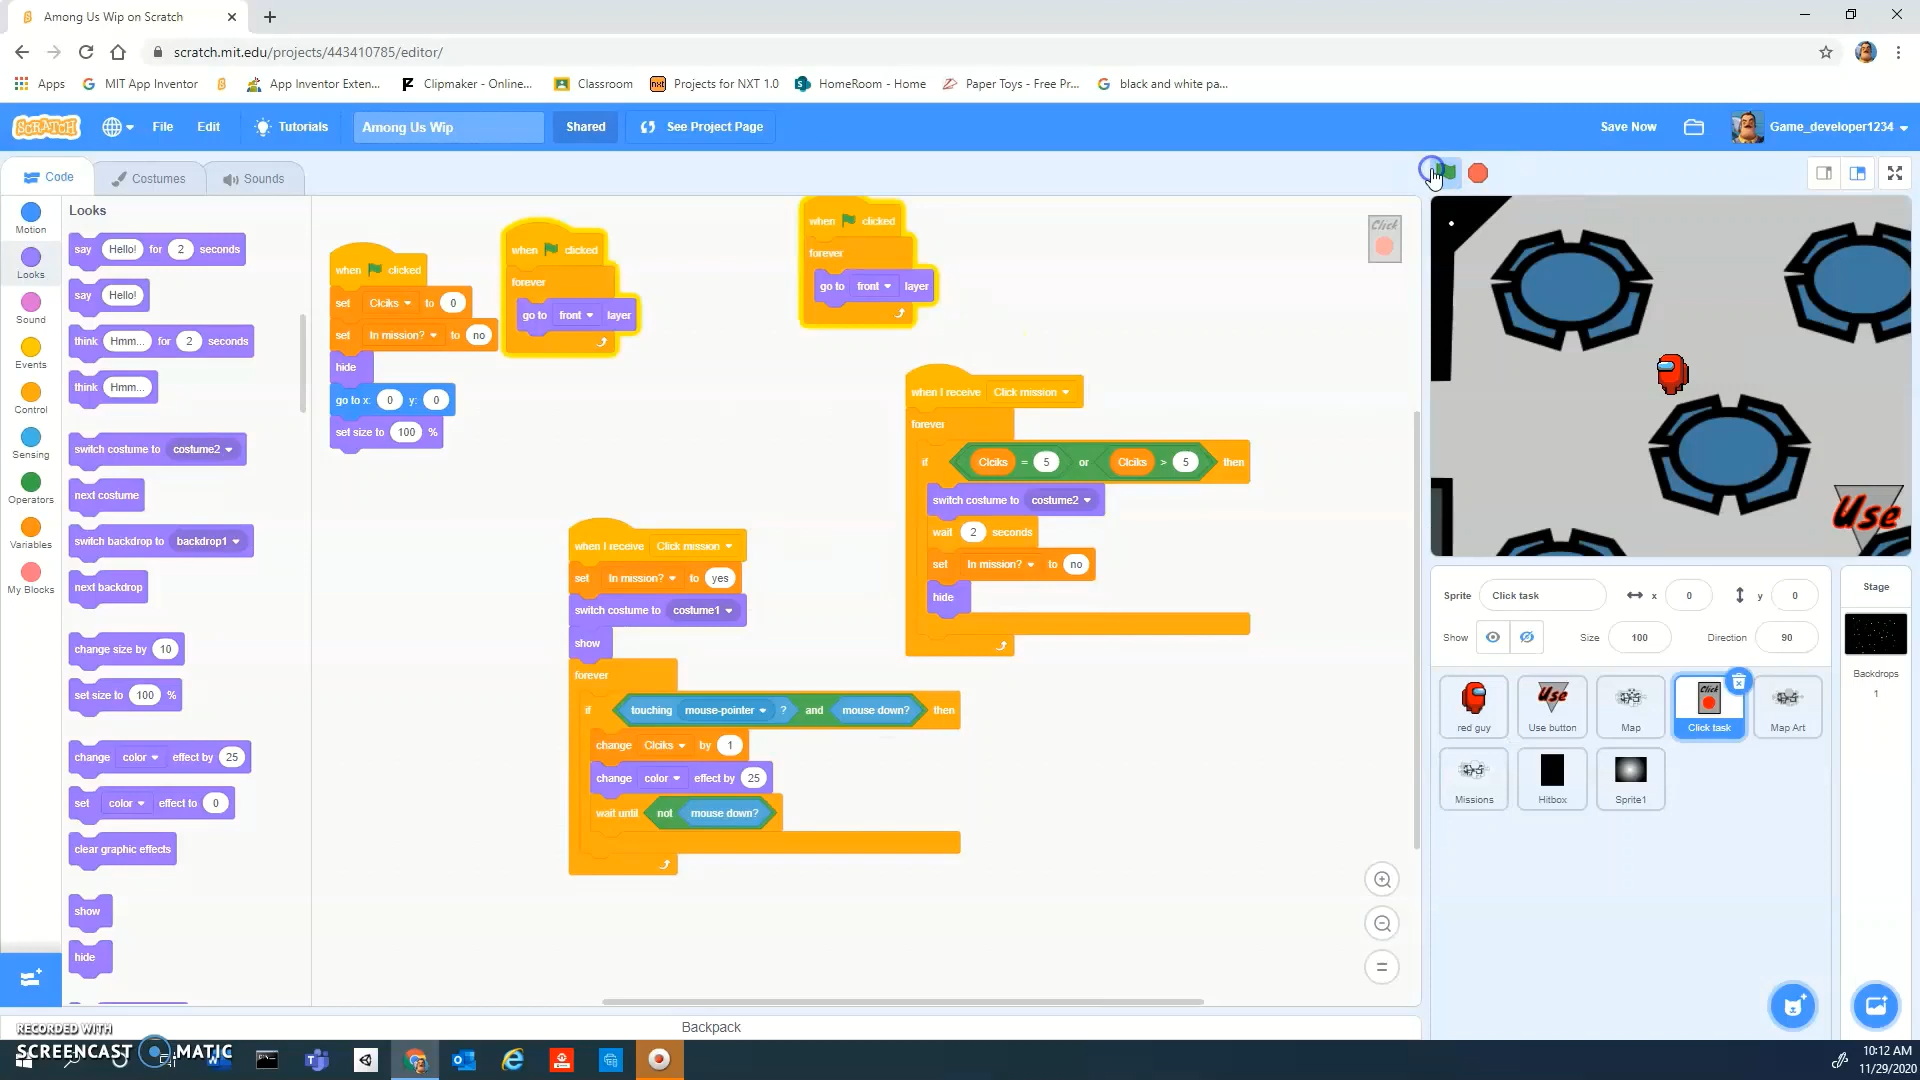 Among Us Wip on Scratch
scratch.mit.edu/projects/443410785/editor/
Apps MIT App Inventor App Inventor Exten... Clipmaker - Online... Classroom nxt Projects for NXT 1.0 HomeRoom - Home Paper Toys - Free Pr... black and white pa...
SCRATCH File Edit Tutorials Among Us Wip Shared See Project Page Save Now Game_developer1234
Code Costumes Sounds
Motion
Looks
Sound
Events
Control
Sensing
Operators
Variables
My Blocks
Looks
say Hello! for 2 seconds
say Hello!
think Hmm... for 2 seconds
think Hmm...
switch costume to costume2
next costume
switch backdrop to backdrop1
next backdrop
change size by 10
set size to 100 %
change color effect by 25
set color effect to 0
clear graphic effects
show
hide
when clicked
set Clciks to 0
set In mission? to no
hide
go to x: 0 y: 0
set size to 100 %
when clicked
forever
go to front layer
when clicked
forever
go to front layer
Click
when I receive Click mission
forever
if Clciks = 5 or Clciks > 5 then
switch costume to costume2
wait 2 seconds
set In mission? to no
hide
when I receive Click mission
set In mission? to yes
switch costume to costume1
show
forever
if touching mouse-pointer ? and mouse down? then
change Clciks by 1
change color effect by 25
wait until not mouse down?
Use
Sprite Click task x 0 y 0
Show Size 100 Direction 90
red guy
Use
Use button
Map
Click
Click task
Map Art
Missions
Hitbox
Sprite1
Stage
Backdrops
1
Backpack
RECORDED WITH
SCREENCAST MATIC
10:12 AM
11/29/2020